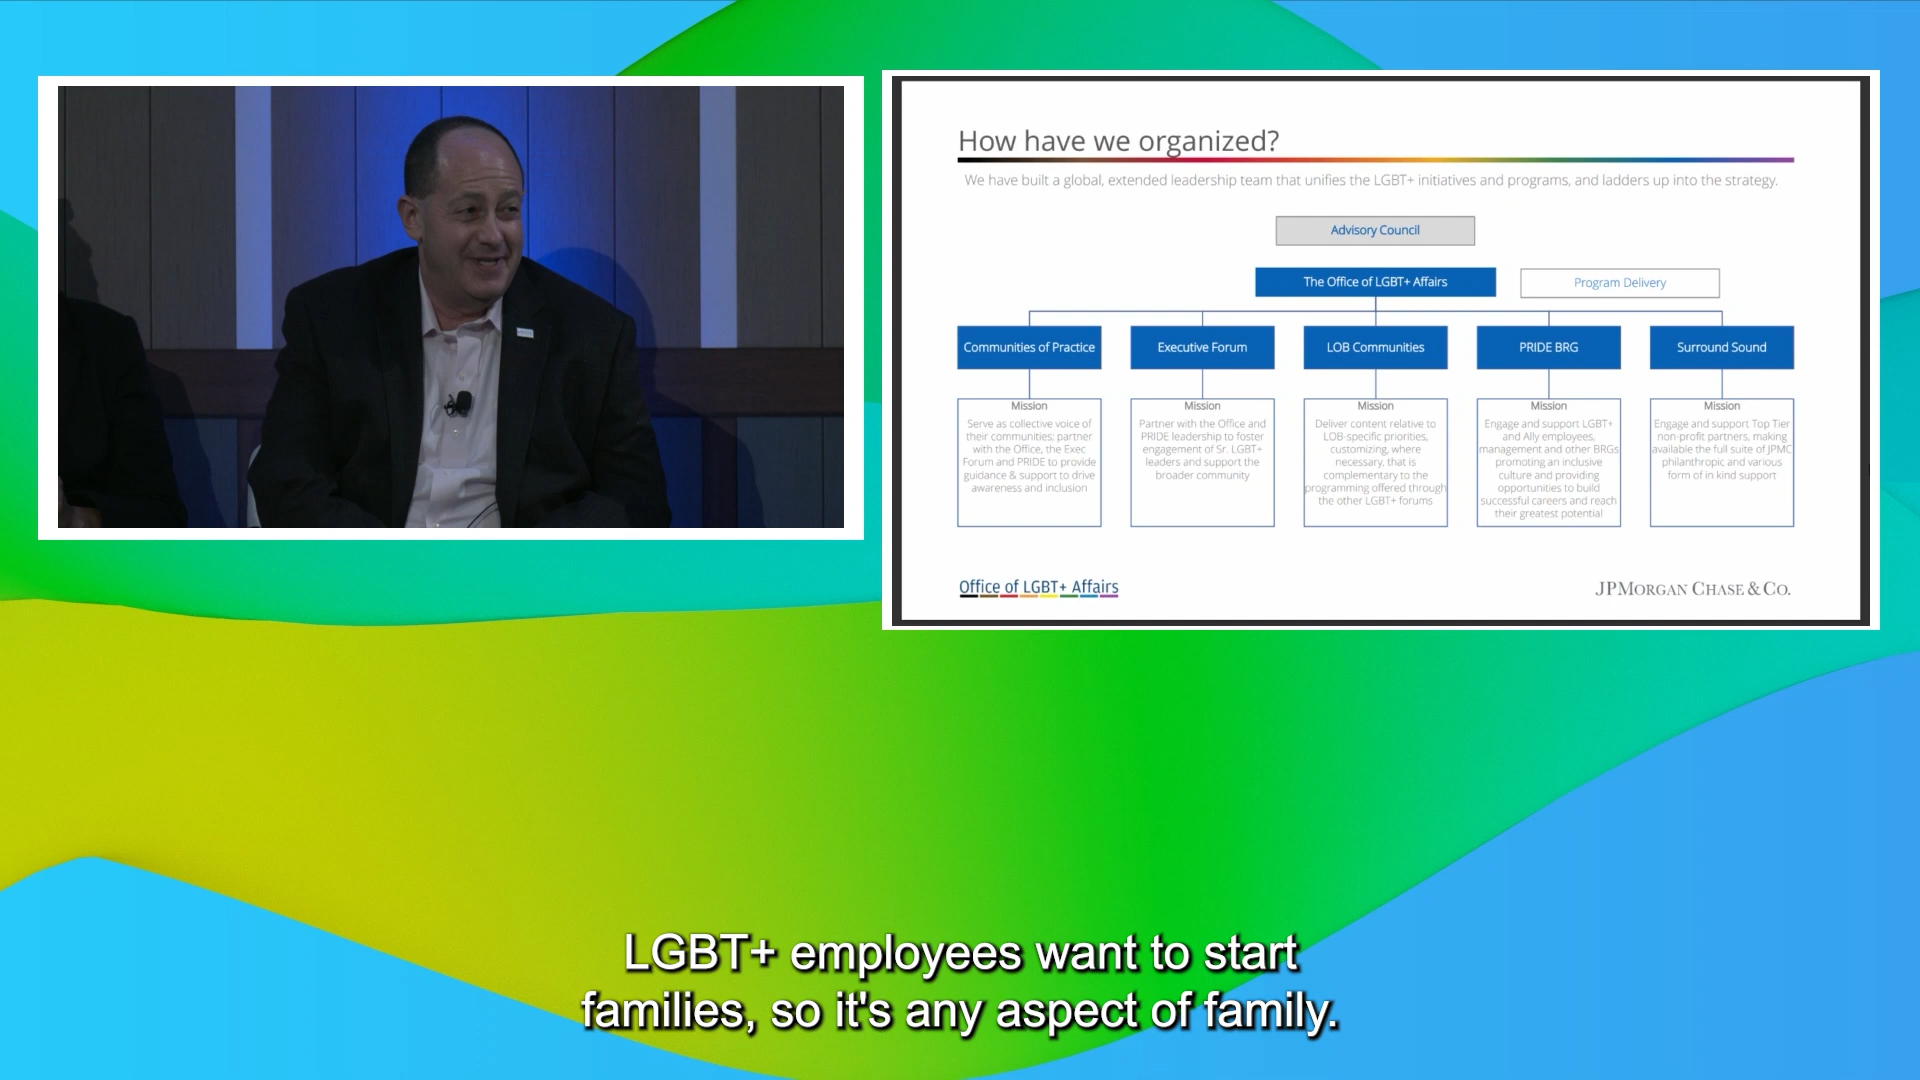 How have we organized?
We have built a global, extended leadership team that unifies the LGBT+ initiatives and programs, and ladders up into the strategy.
Advisory Council
The Office of LGBT+ Affairs
Program Delivery
Communities of Practice
Executive Forum
LOB Communities
PRIDE BRG
Surround Sound
Mission
Serve as collective voice of
their communities; partner
with the Office, the Exec
Forum and PRIDE to provide
guidance & support to drive
awareness and inclusion
Mission
Partner with the Office and
PRIDE leadership to foster
engagement of Sr. LGBT+
leaders and support the
broader community
Mission
Deliver content relative to
LOB-specific priorities,
customizing, where
necessary, that is
complementary to the
programming offered through
the other LGBT+ forums
Mission
Engage and support LGBT+
and Ally employees,
management and other BRGs
promoting an inclusive
culture and providing
opportunities to build
successful careers and reach
their greatest potential
Mission
Engage and support Top Tier
non-profit partners, making
available the full suite of JPMC
philanthropic and various
form of in kind support
Office of LGBT+ Affairs
JPMORGAN CHASE & CO.
LGBT+ employees want to start
families, so it's any aspect of family.